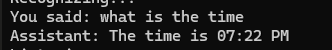 Recognizing...
You said: what is the time
Assistant: The time is 07:22 PM